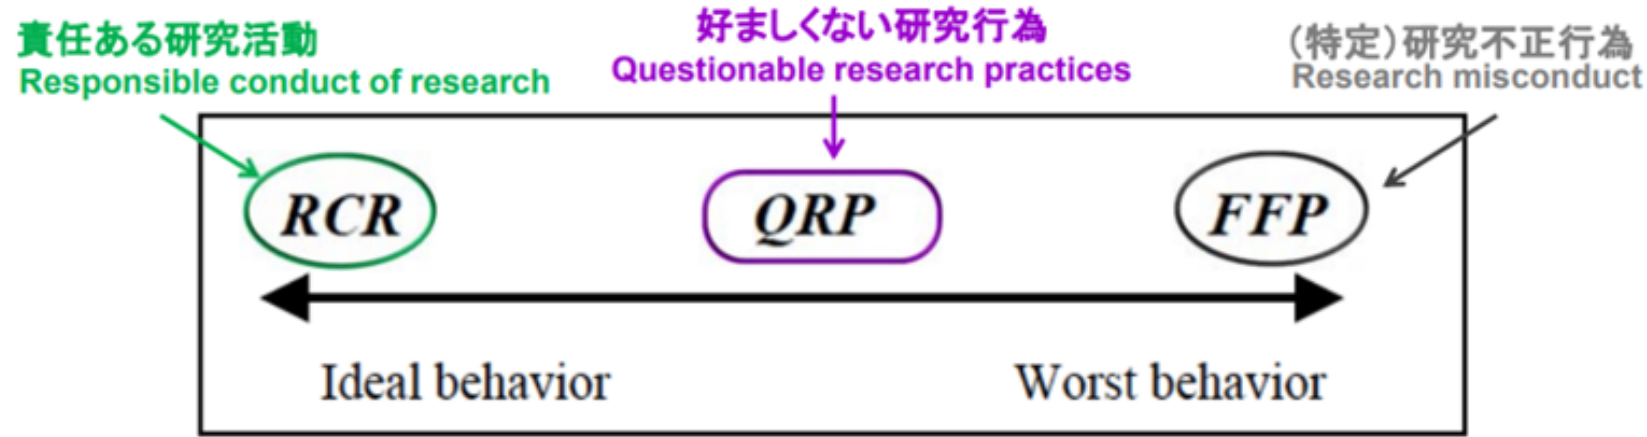 責任ある研究活動
Responsible conduct of research
好ましくない研究行為
Questionable research practices
（特定）研究不正行為
Research misconduct
RCR
QRP
FFP
Ideal behavior
Worst behavior